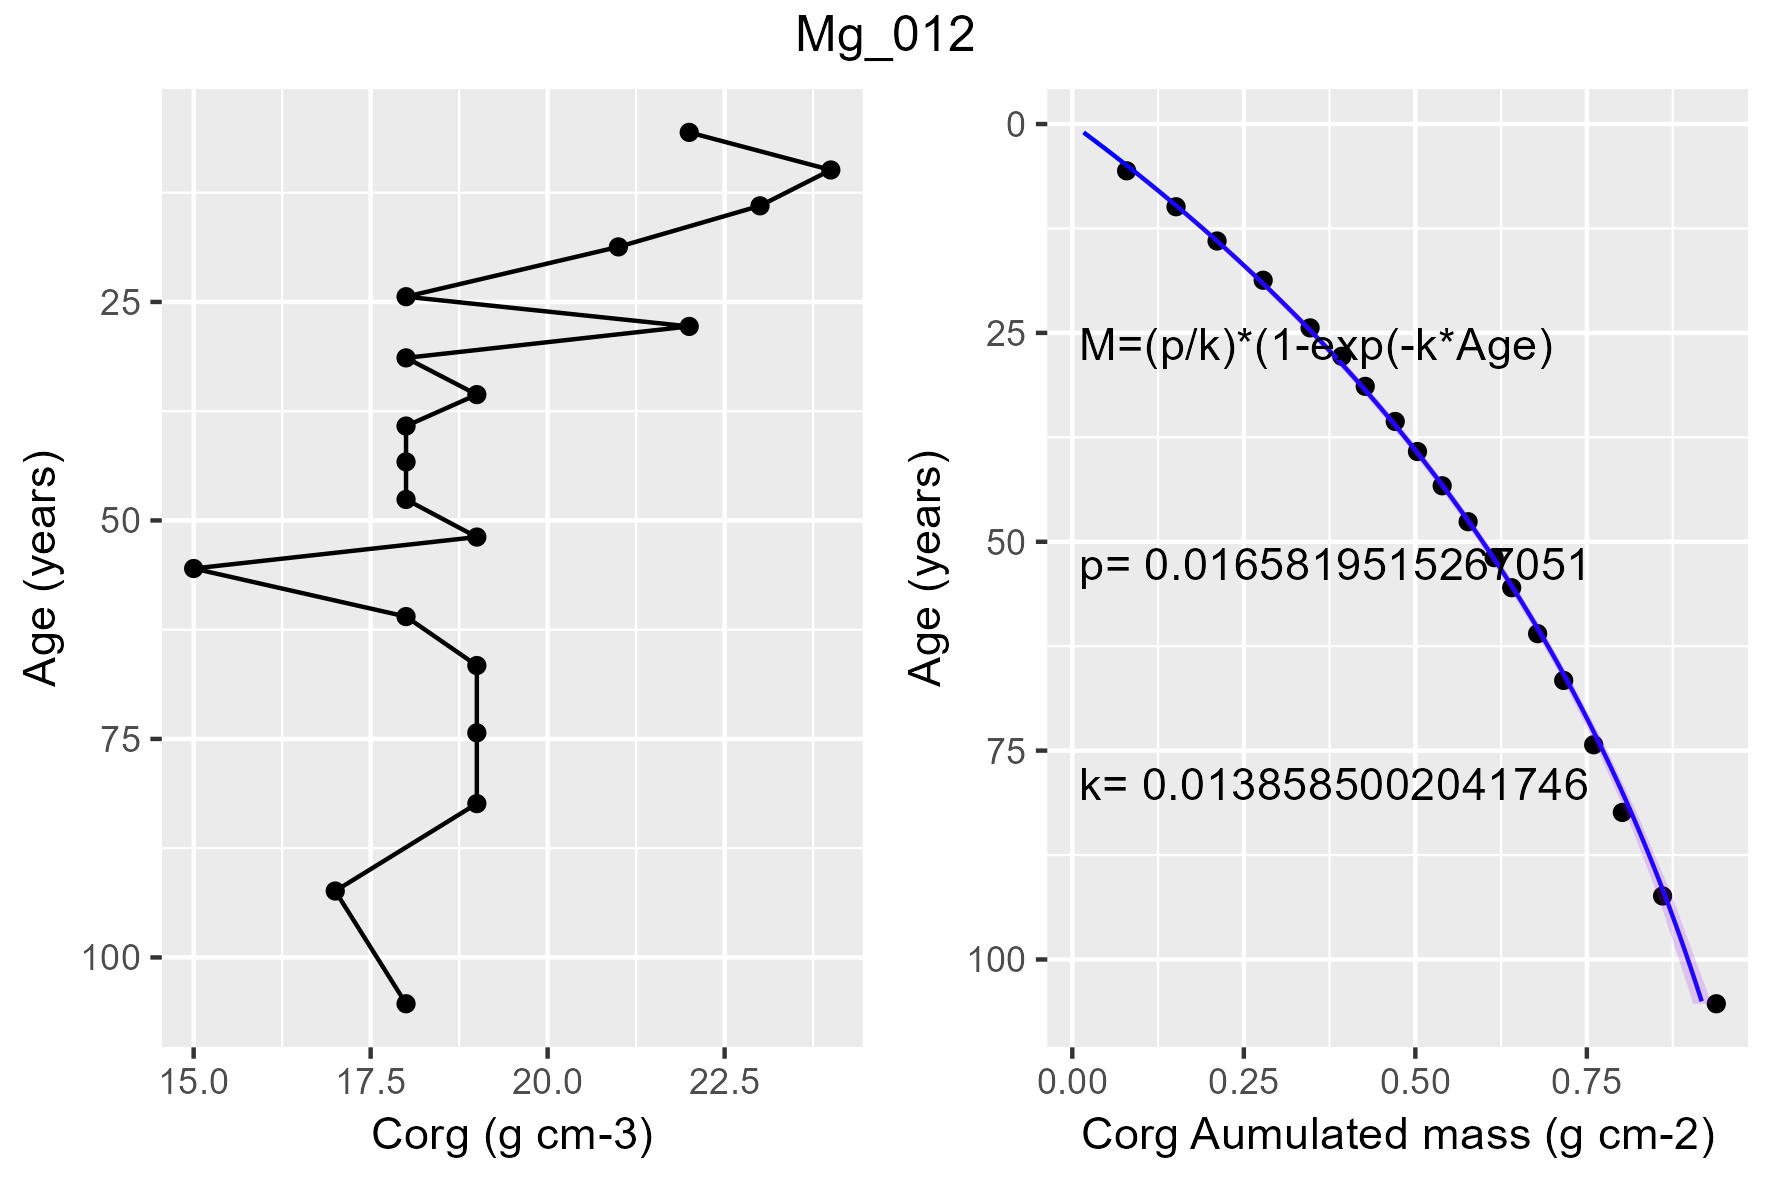 Mg_012
25
50
75
100
15.0 17.5 20.0 22.5
Age (years)
Corg (g cm-3)
0
25
50
75
100
0.00 0.25 0.50 0.75
Age (years)
Corg Aumulated mass (g cm-2)
M=(p/k)*(1-exp(-k*Age)
p= 0.0165819515267051
k= 0.0138585002041746